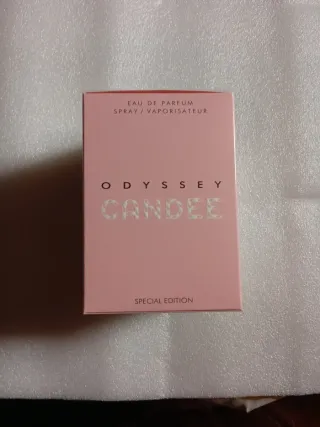 EAU DE PARFUM
SPRAY / VAPORISATEUR
ODYSSEY
CANDEE
SPECIAL EDITION